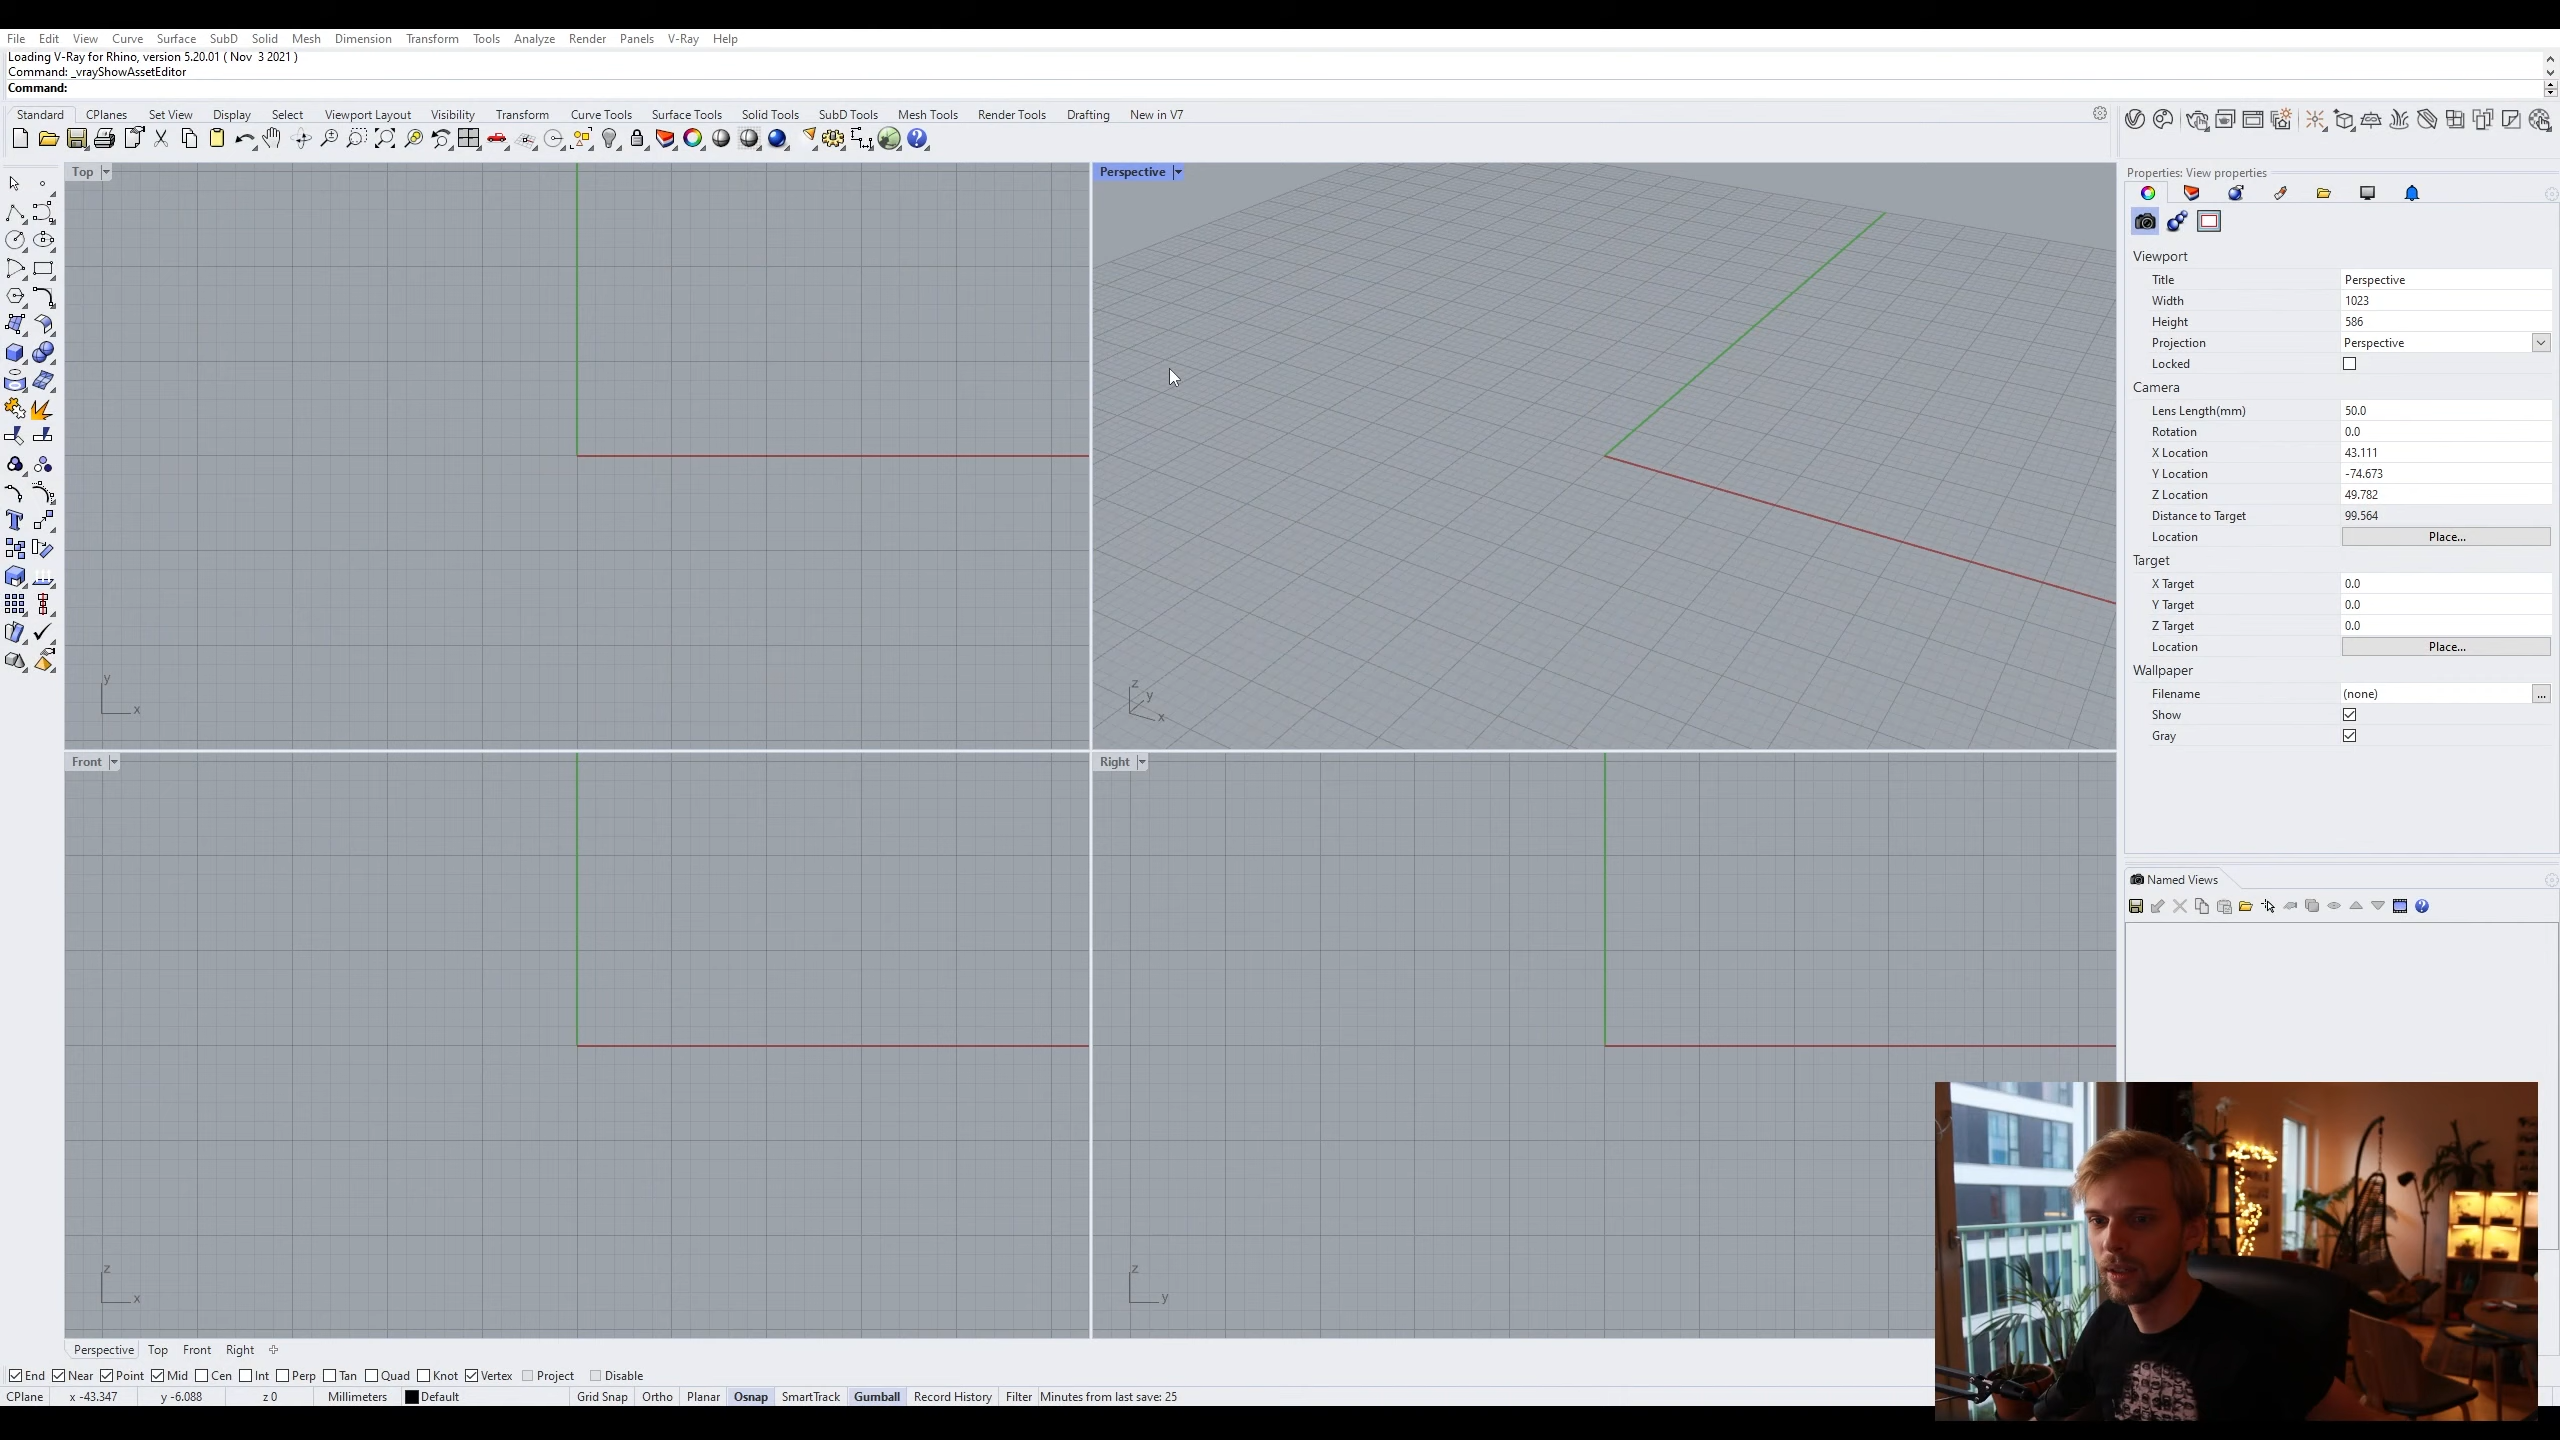 File Edit View Curve Surface SubD Solid Mesh Dimension Transform Tools Analyze Render Panels V-Ray Help
Loading V-Ray for Rhino, version 5.20.01 ( Nov 3 2021 )
Command: _vrayShowAssetEditor
Command:
Standard CPlanes Set View Display Select Viewport Layout Visibility Transform Curve Tools Surface Tools Solid Tools SubD Tools Mesh Tools Render Tools Drafting New in V7
Top
Perspective
y
x
z
y
x
Front
Right
z
x
z
y
Properties: View properties
Viewport
Title Perspective
Width 1023
Height 586
Projection Perspective
Locked
Camera
Lens Length(mm) 50.0
Rotation 0.0
X Location 43.111
Y Location -74.673
Z Location 49.782
Distance to Target 99.564
Location Place...
Target
X Target 0.0
Y Target 0.0
Z Target 0.0
Location Place...
Wallpaper
Filename (none) ...
Show
Gray
Named Views
Perspective Top Front Right
End Near Point Mid Cen Int Perp Tan Quad Knot Vertex Project Disable
CPlane x -43.347 y -6.088 z 0 Millimeters Default Grid Snap Ortho Planar Osnap SmartTrack Gumball Record History Filter Minutes from last save: 25